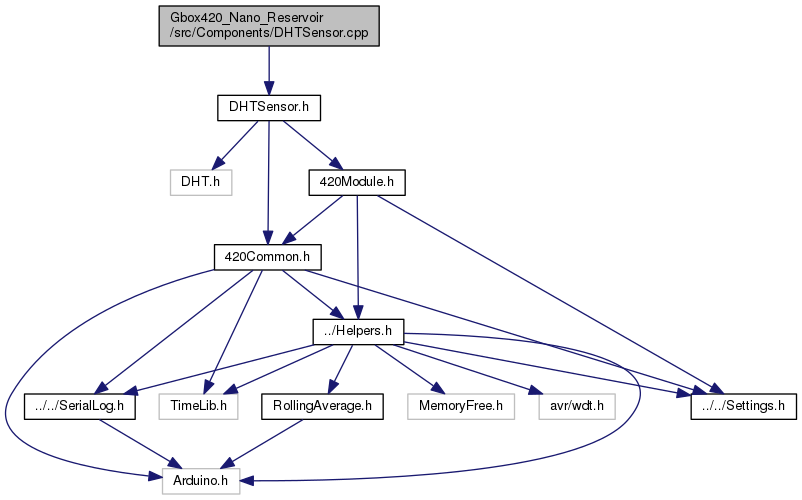 Gbox420_Nano_Reservoir
/src/Components/DHTSensor.cpp
DHTSensor.h
DHT.h
420Module.h
420Common.h
../Helpers.h
../../SerialLog.h
TimeLib.h
RollingAverage.h
MemoryFree.h
avr/wdt.h
../../Settings.h
Arduino.h